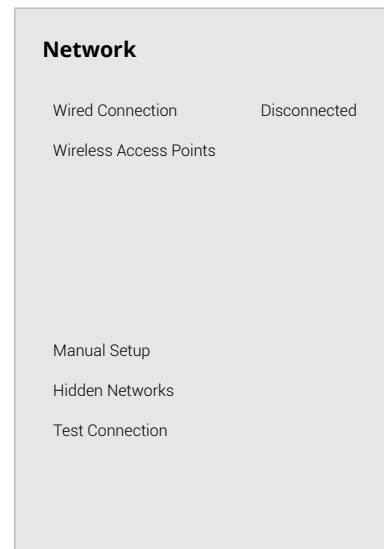 Network
Wired Connection Disconnected
Wireless Access Points
Manual Setup
Hidden Networks
Test Connection